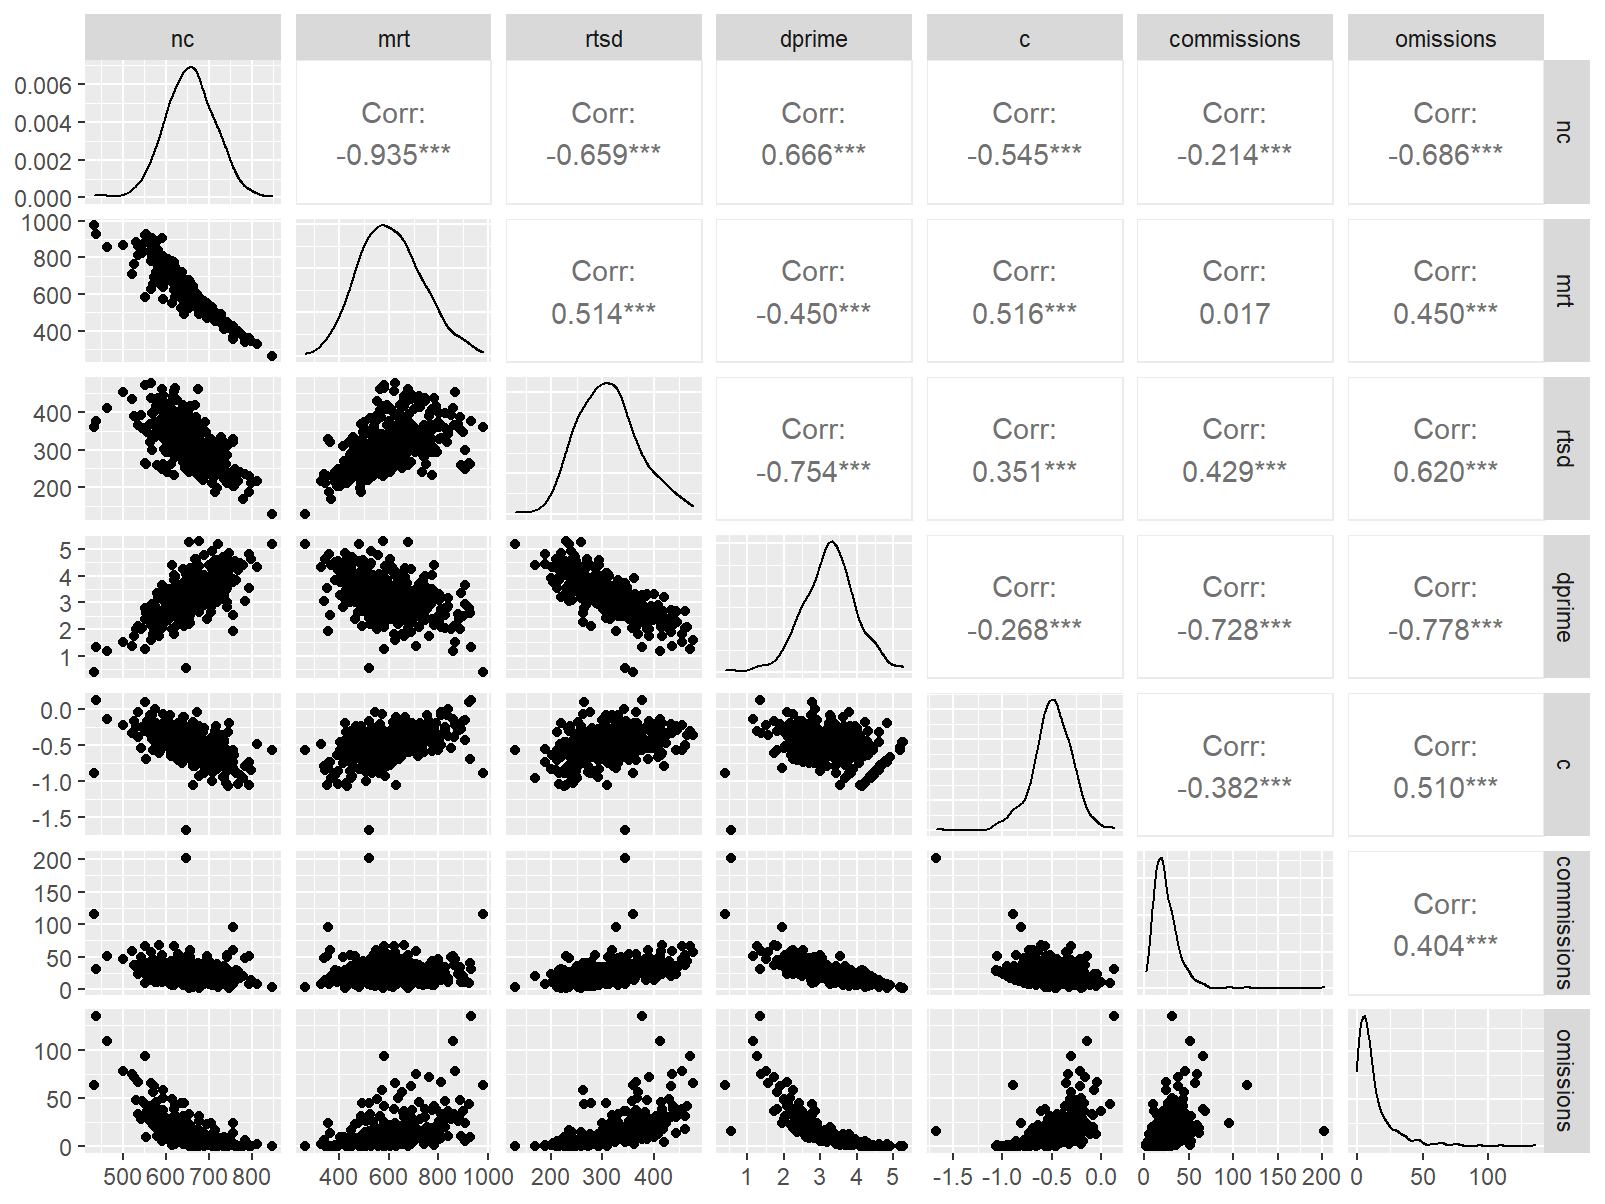 nc mrt rtsd dprime c commissions omissions
0.006
0.004
0.002
0.000
Corr:
-0.935***
Corr:
-0.659***
Corr:
0.666***
Corr:
-0.545***
Corr:
-0.214***
Corr:
-0.686***
nc
1000
800
600
400
Corr:
0.514***
Corr:
-0.450***
Corr:
0.516***
Corr:
0.017
Corr:
0.450***
mrt
400
300
200
Corr:
-0.754***
Corr:
0.351***
Corr:
0.429***
Corr:
0.620***
rtsd
5
4
3
2
1
Corr:
-0.268***
Corr:
-0.728***
Corr:
-0.778***
dprime
0.0
-0.5
-1.0
-1.5
Corr:
-0.382***
Corr:
0.510***
c
200
150
100
50
0
Corr:
0.404***
commissions
100
50
0
omissions
500 600 700 800
400 600 800 1000
200 300 400
1 2 3 4 5
-1.5 -1.0 -0.5 0.0
0 50 100 150 200
0 50 100